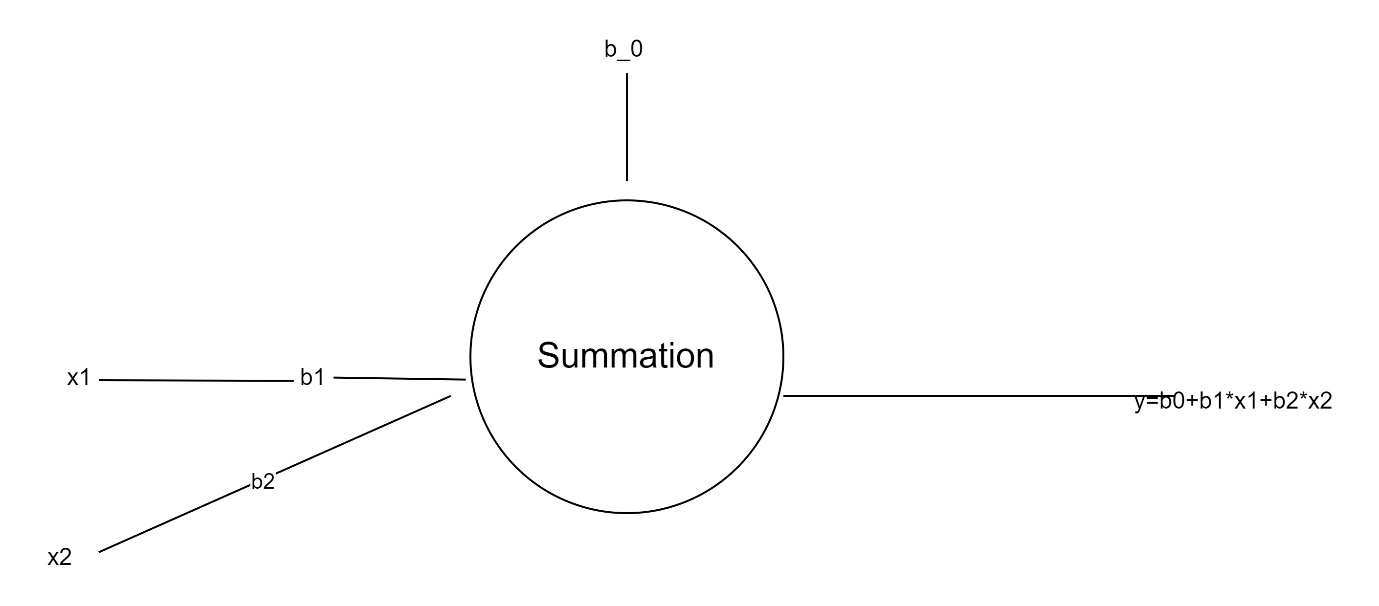 b_0
Summation
x1
b1
y=b0+b1*x1+b2*x2
b2
x2